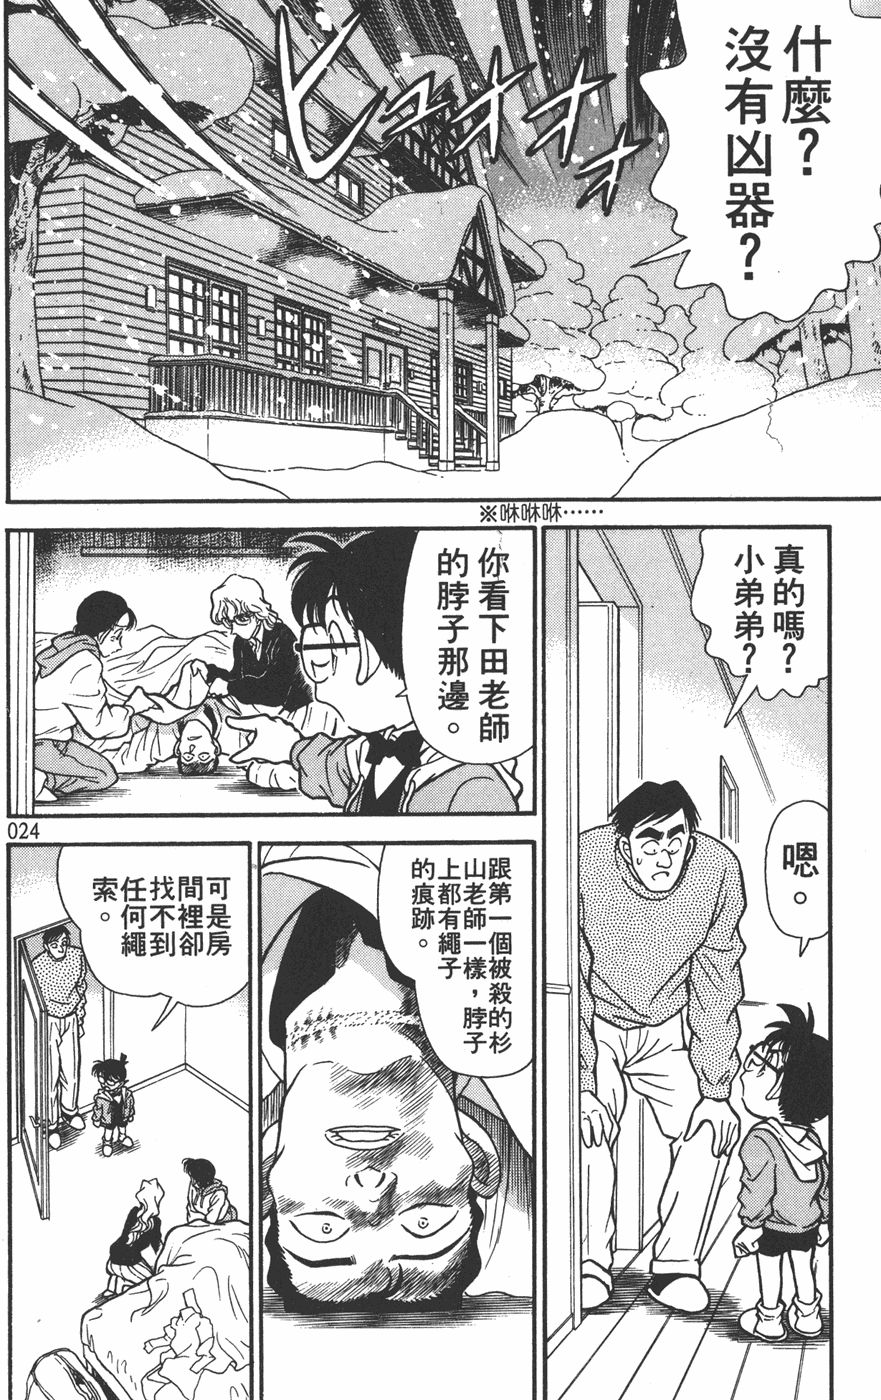 什麼？
沒有凶器？
ヒュオオオ
※咻咻咻⋯⋯
真的嗎？
小弟弟？
嗯。
你看下田老師
的脖子那邊。
跟第一個被殺的杉
山老師一樣，脖子
上都有繩子
的痕跡。
可是房
間裡卻
找不到
任何繩
索。
024